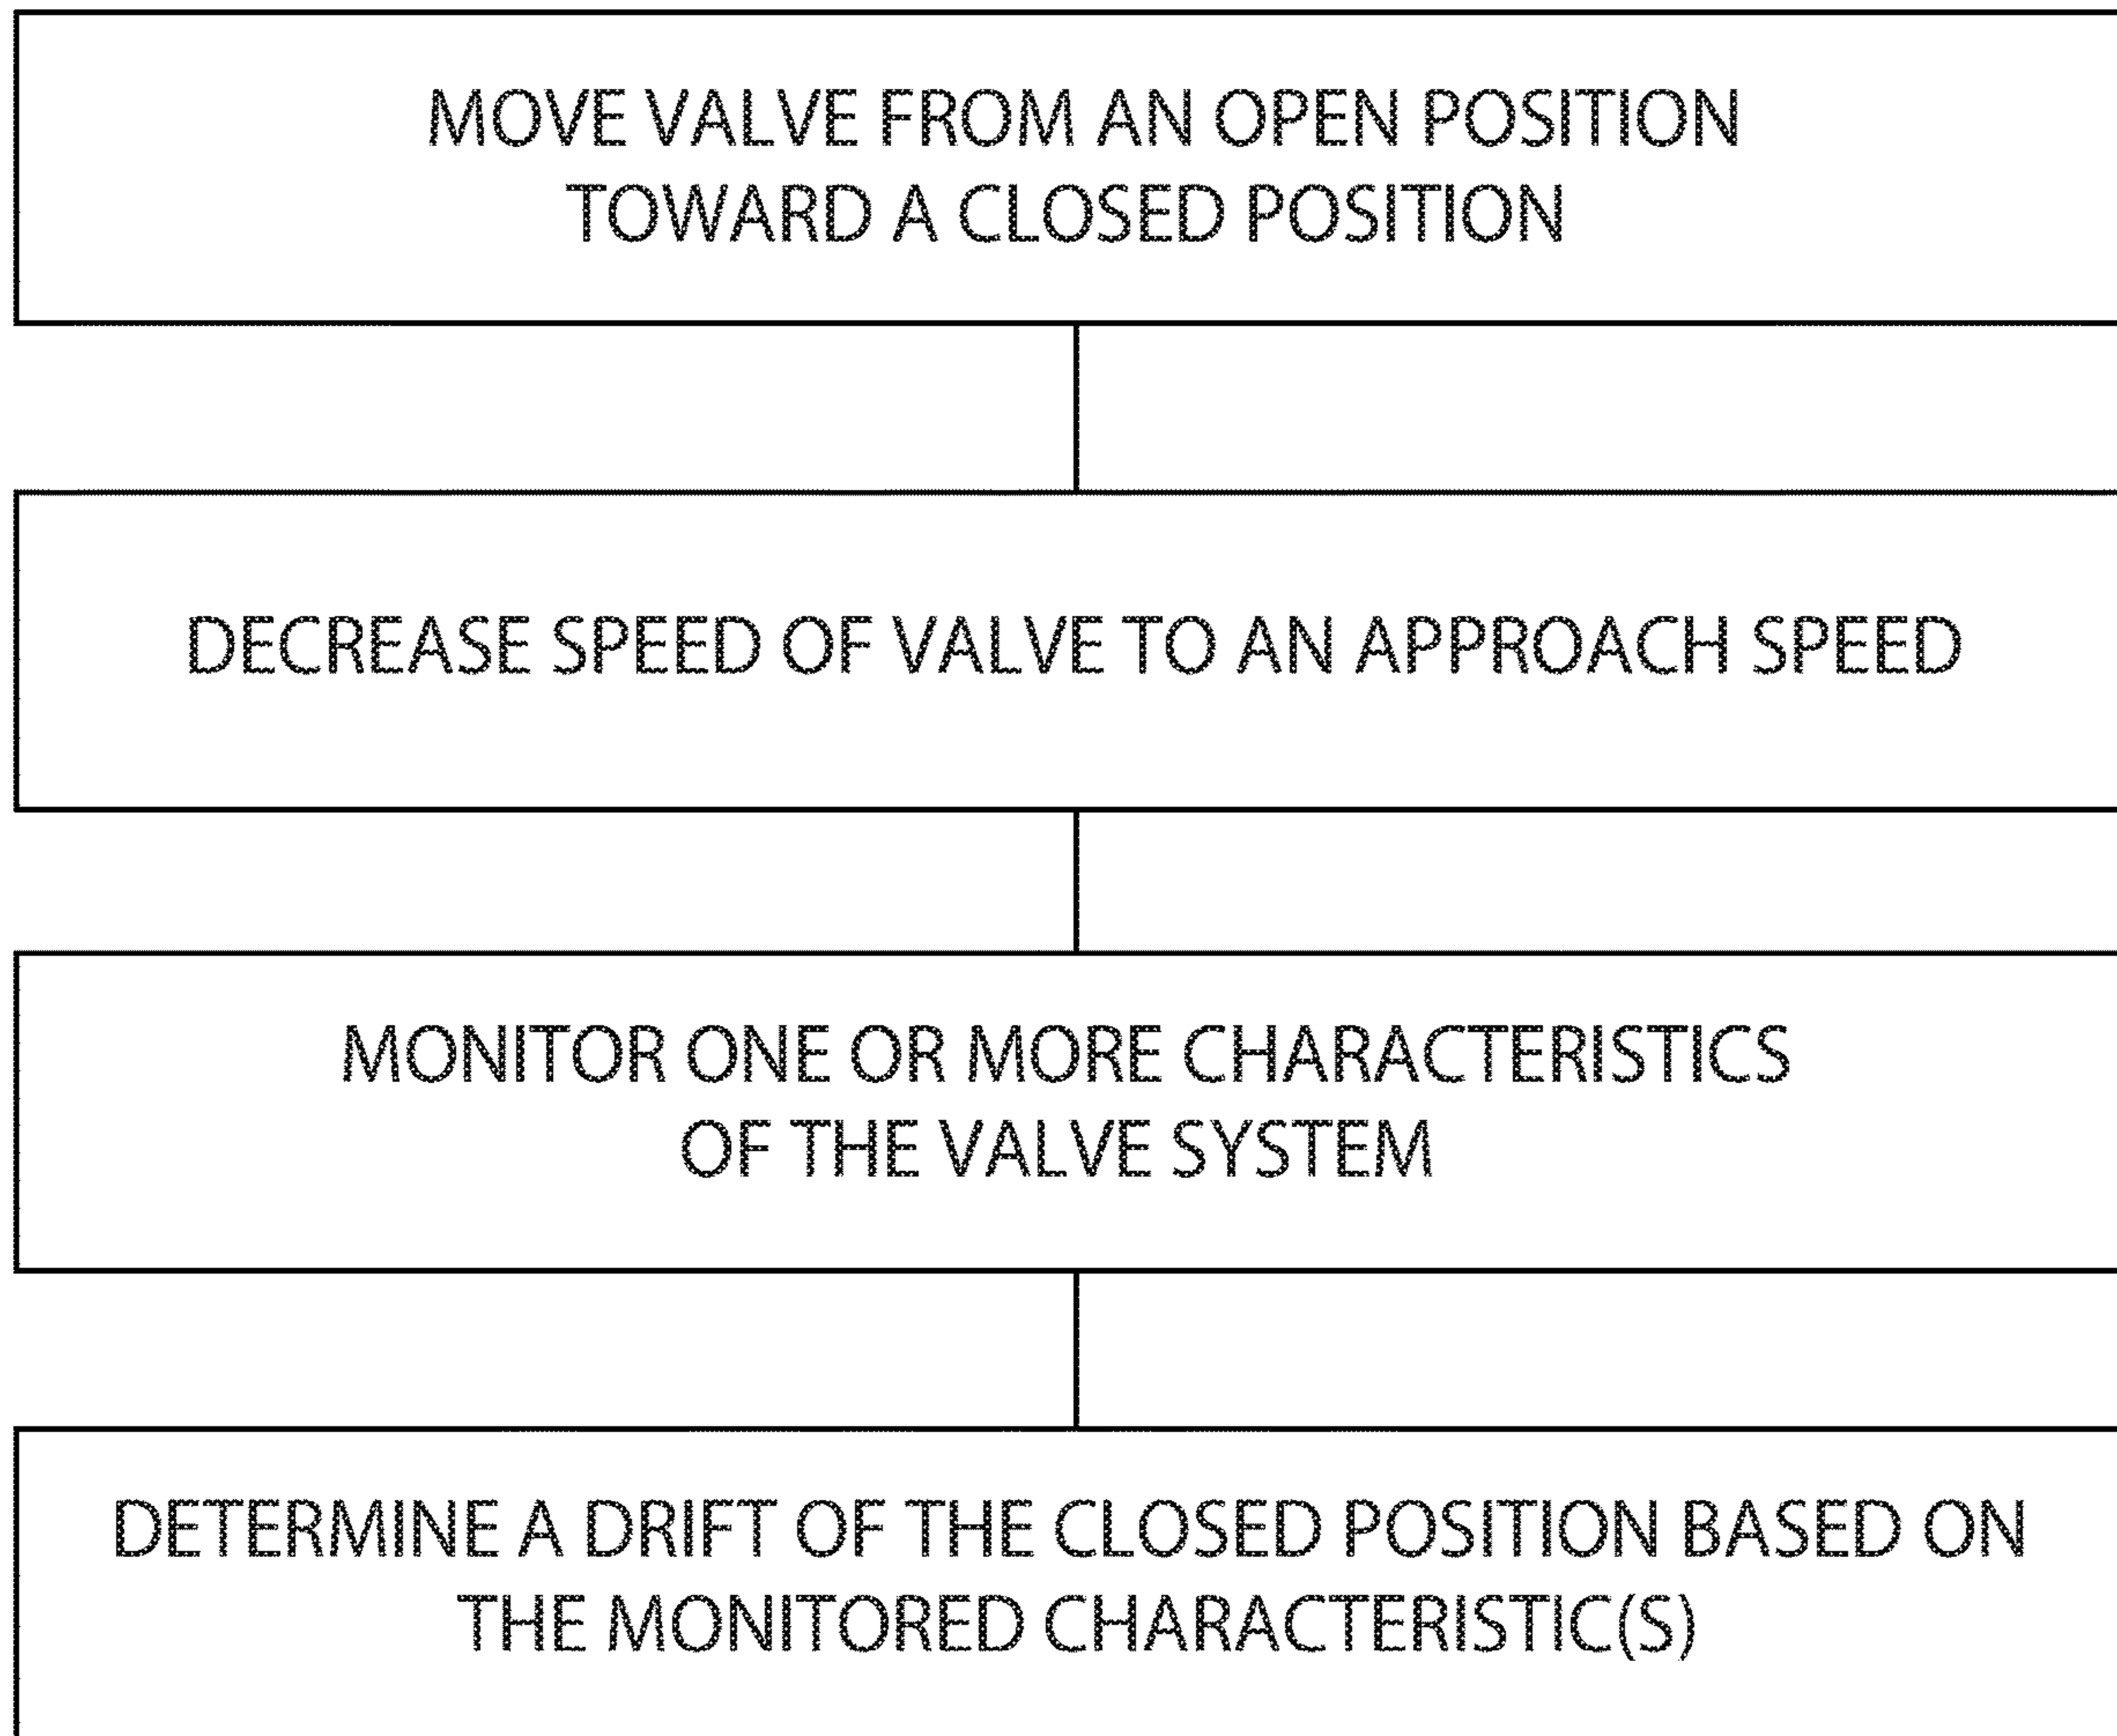 MOVE VALVE FROM AN OPEN POSITION
TOWARD A CLOSED POSITION
DECREASE SPEED OF VALVE TO AN APPROACH SPEED
MONITOR ONE OR MORE CHARACTERISTICS
OF THE VALVE SYSTEM
DETERMINE A DRIFT OF THE CLOSED POSITION BASED ON
THE MONITORED CHARACTERISTIC(S)